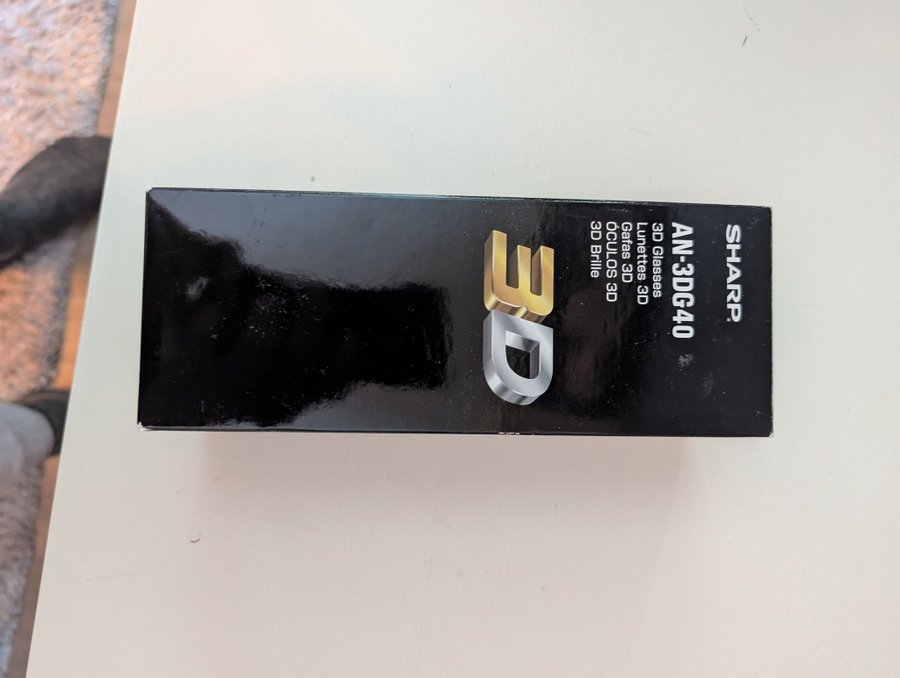 SHARP
AN-3DG40
3D Glasses
Lunettes 3D
Gafas 3D
ÓCULOS 3D
3D Brille
3D